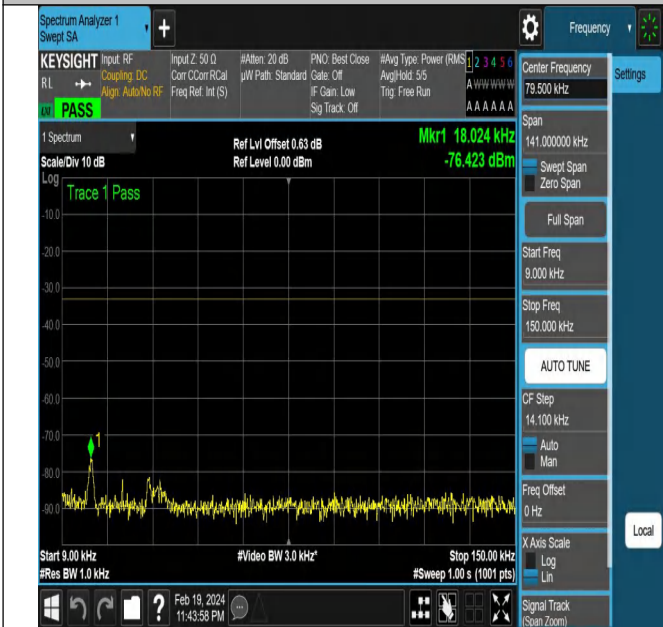 Spectrum Analyzer 1
Swept SA
+
Frequency
KEYSIGHT
Input: RF
Coupling: DC
Align: Auto/No RF
Input Z: 50 Ω
Corr CCorr RCal
Freq Ref: Int (S)
#Atten: 20 dB
µW Path: Standard
PNO: Best Close
Gate: Off
IF Gain: Low
Sig Track: Off
#Avg Type: Power (RMS
Avg|Hold: 5/5
Trig: Free Run
1 2 3 4 5 6
A W W W W W
A A A A A A
R L
PASS
1 Spectrum
Scale/Div 10 dB
Ref Lvl Offset 0.63 dB
Ref Level 0.00 dBm
Mkr1 18.024 kHz
-76.423 dBm
Log
Trace 1 Pass
-10.0
-20.0
-30.0
-40.0
-50.0
-60.0
-70.0
-80.0
-90.0
1
Start 9.00 kHz
#Res BW 1.0 kHz
#Video BW 3.0 kHz*
Stop 150.00 kHz
#Sweep 1.00 s (1001 pts)
?
Feb 19, 2024
11:43:58 PM
Center Frequency
79.500 kHz
Settings
Span
141.000000 kHz
Swept Span
Zero Span
Full Span
Start Freq
9.000 kHz
Stop Freq
150.000 kHz
AUTO TUNE
CF Step
14.100 kHz
Auto
Man
Freq Offset
0 Hz
Local
X Axis Scale
Log
Lin
Signal Track
(Span Zoom)